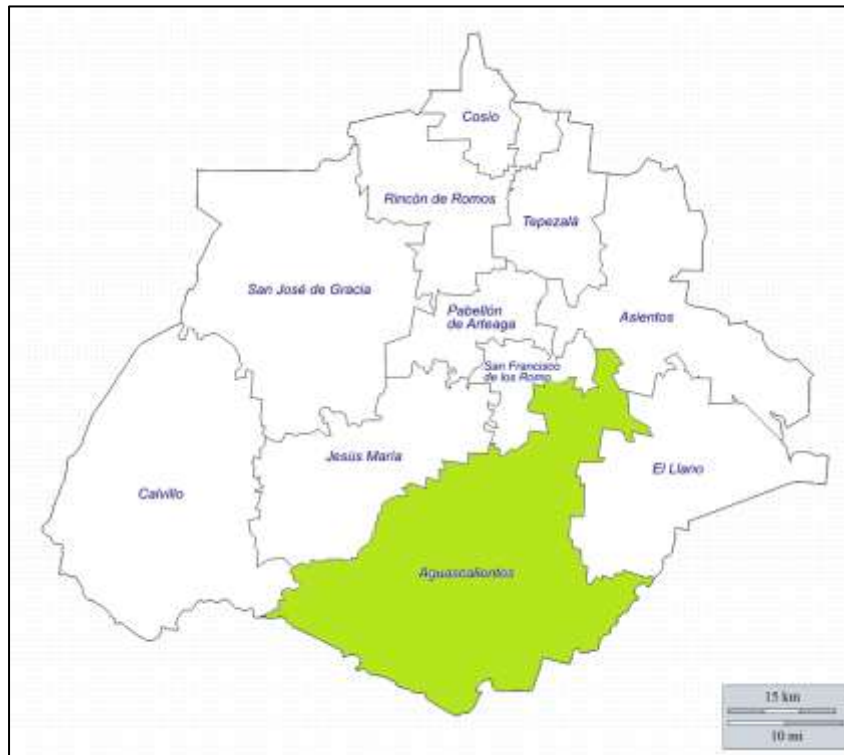 Cosío
Rincón de Romos
Tepezalá
San José de Gracia
Pabellón
de Arteaga
Asientos
San Francisco
de los Romo
Jesús María
El Llano
Calvillo
Aguascalientes
15 km
10 mi